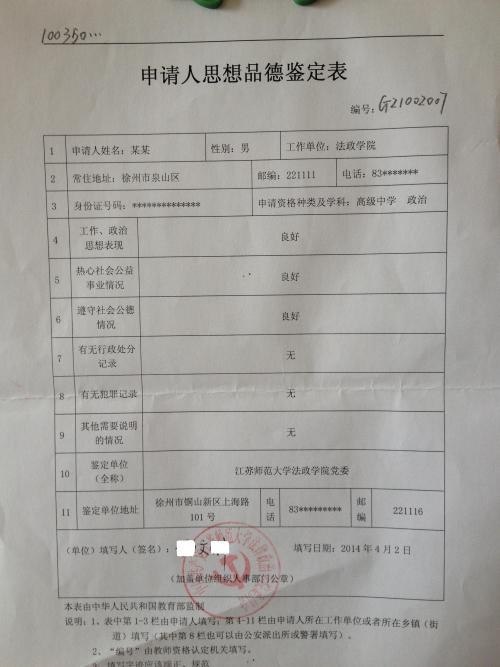 100350...
申请人思想品德鉴定表
编号: G21002007
1 申请人姓名：某某 性别：男 工作单位：法政学院
2 常住地址：徐州市泉山区 邮编：221111 电话：83*******
3 身份证号码：************** 申请资格种类及学科：高级中学 政治
4 工作、政治
思想表现 良好
5 热心社会公益
事业情况 良好
6 遵守社会公德
情况 良好
7 有无行政处分
记录 无
8 有无犯罪记录 无
9 其他需要说明
的情况 无
10 鉴定单位
（全称） 江苏师范大学法政学院党委
11 鉴定单位地址 徐州市铜山新区上海路
101 号 电
话 83********* 邮
编 221116
（单位）填写人（签名）： 文 填写日期：2014 年 4 月 2 日
（加盖单位组织人事部门公章）
本表由中华人民共和国教育部监制
说明：1、表中第 1-3 栏由申请人填写，第 4-11 栏由申请人所在工作单位或者所在乡镇（街
道）填写（其中第 8 栏也可以由公安派出所或警署填写）。
2、“编号”由教师资格认定机关填写。
3、填写字迹应该端正、规范